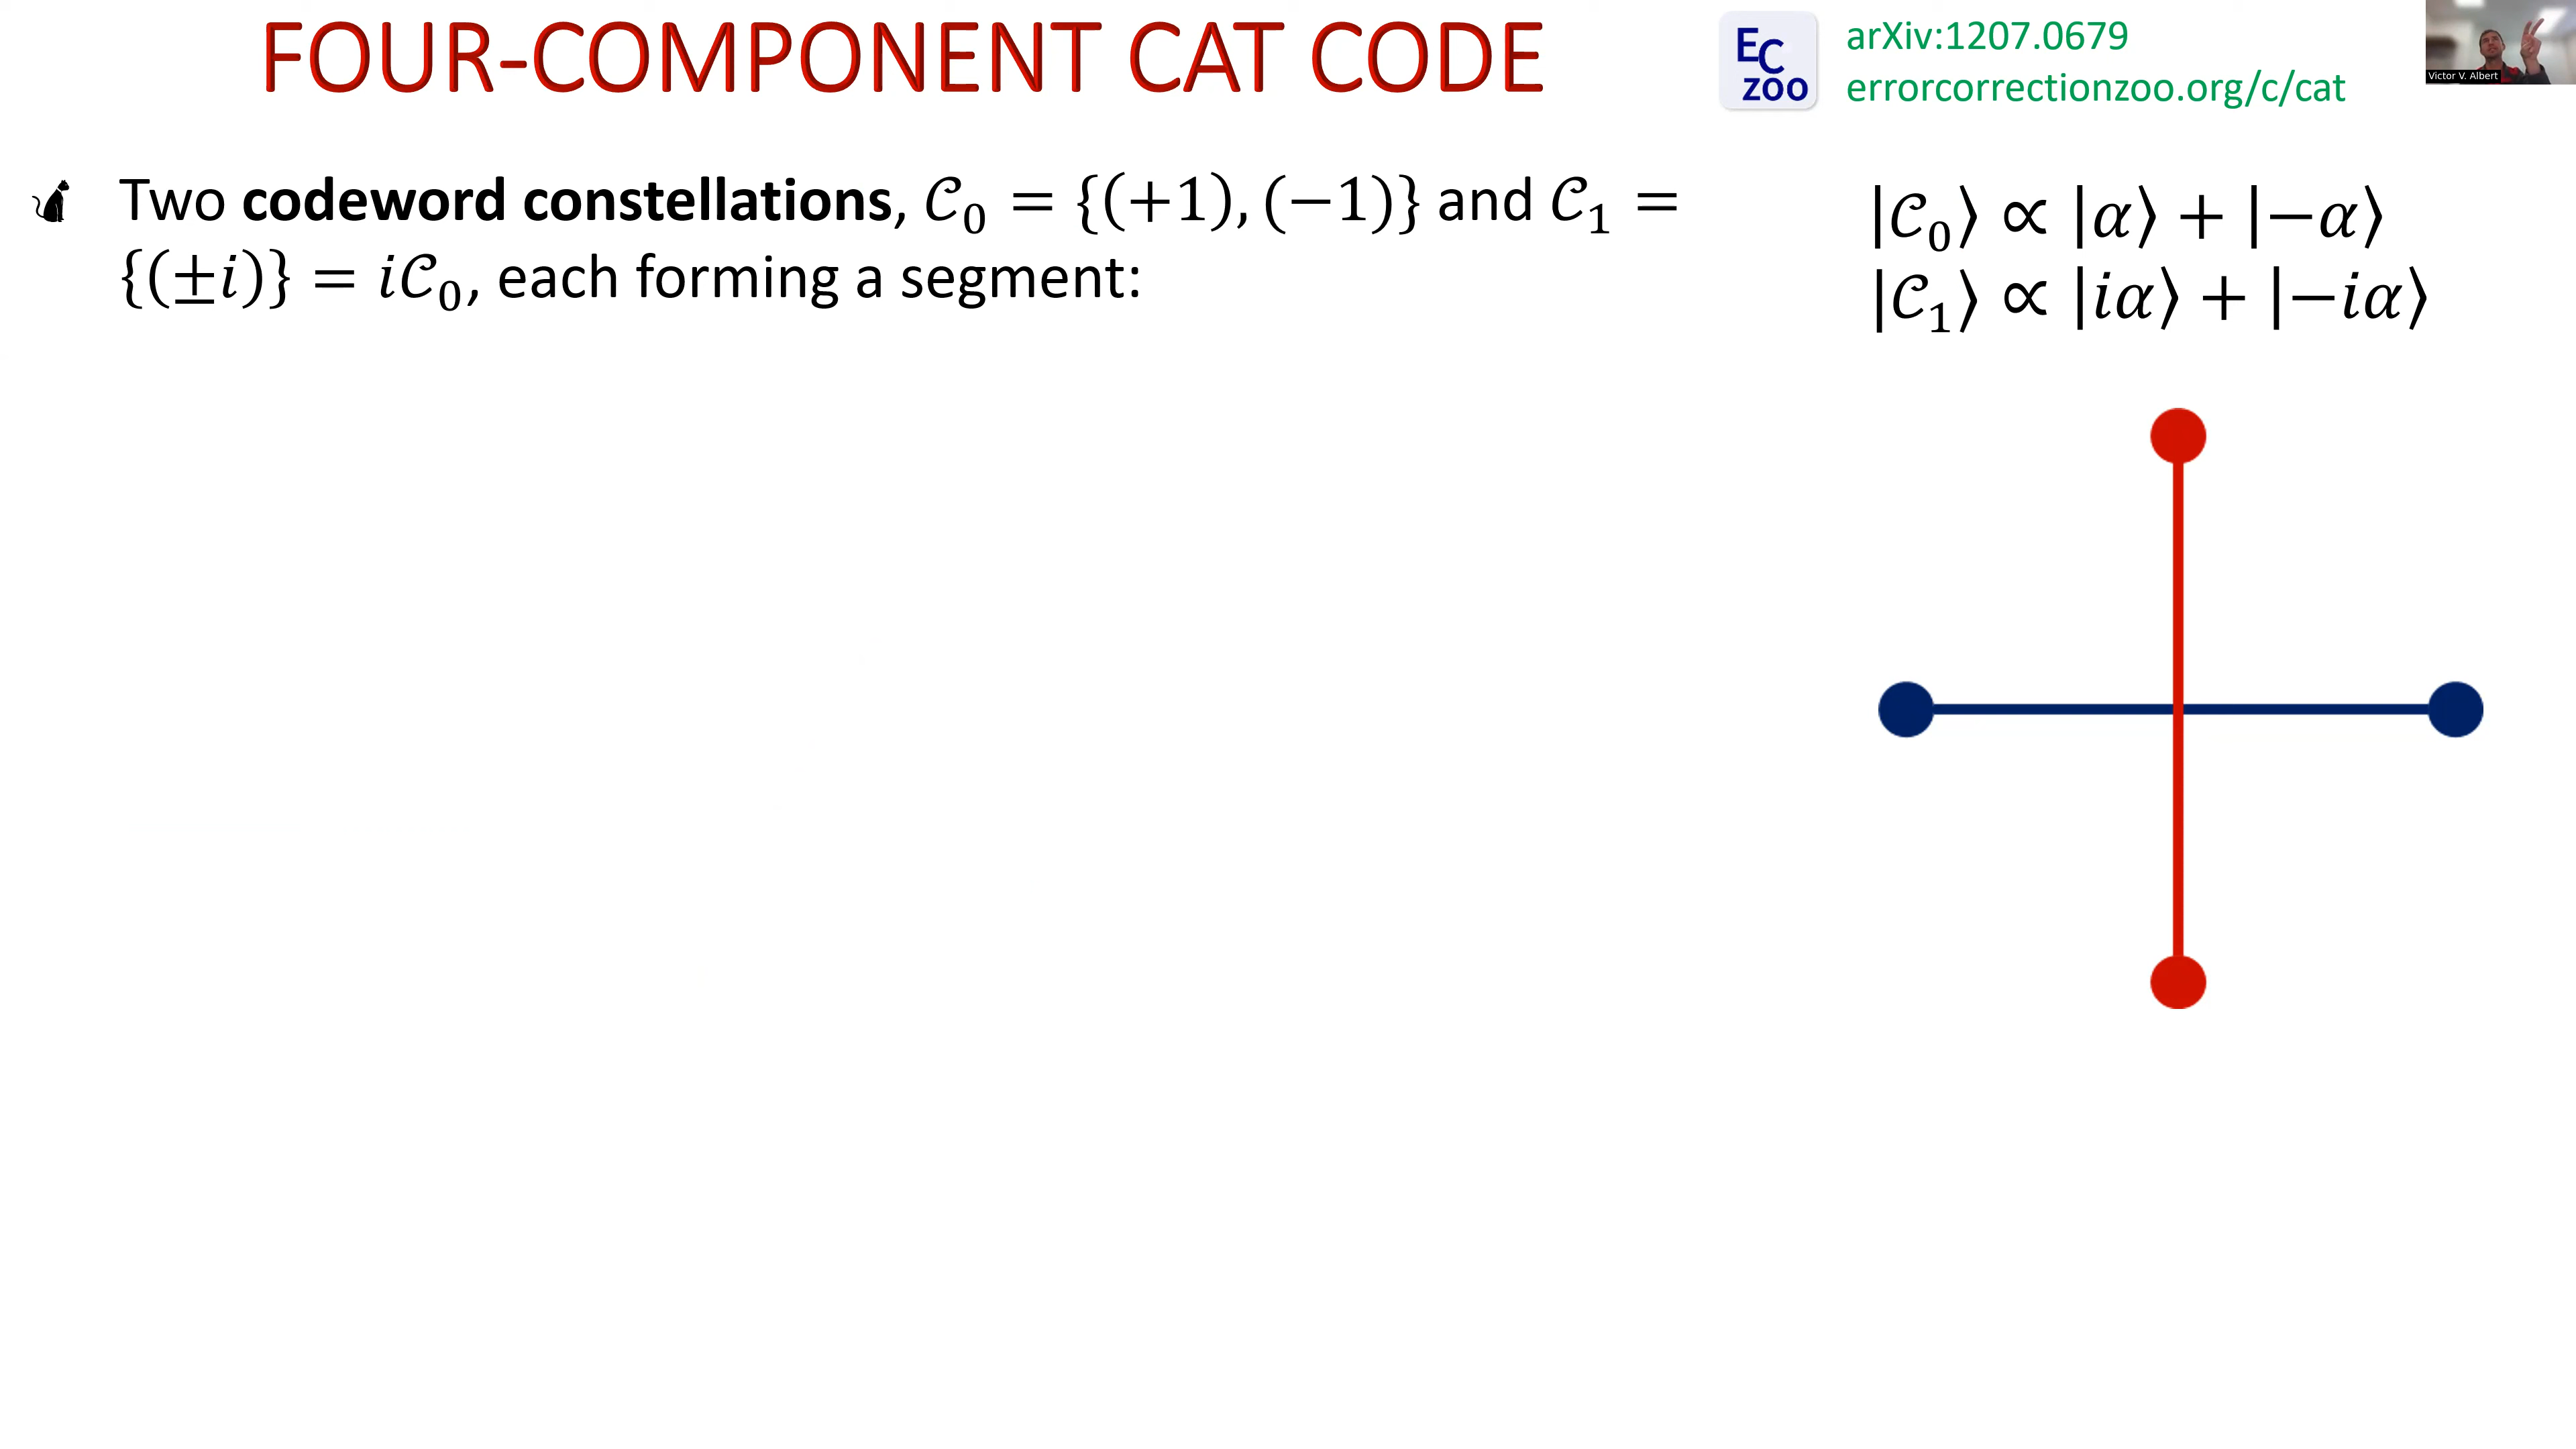 FOUR-COMPONENT CAT CODE
EC
ZOO
arXiv:1207.0679
errorcorrectionzoo.org/c/cat
Victor V. Albert
Two codeword constellations, 𝒞₀ = {(+1), (−1)} and 𝒞₁ =
{(±i)} = i𝒞₀, each forming a segment:
|𝒞₀⟩ ∝ |α⟩ + |−α⟩
|𝒞₁⟩ ∝ |iα⟩ + |−iα⟩